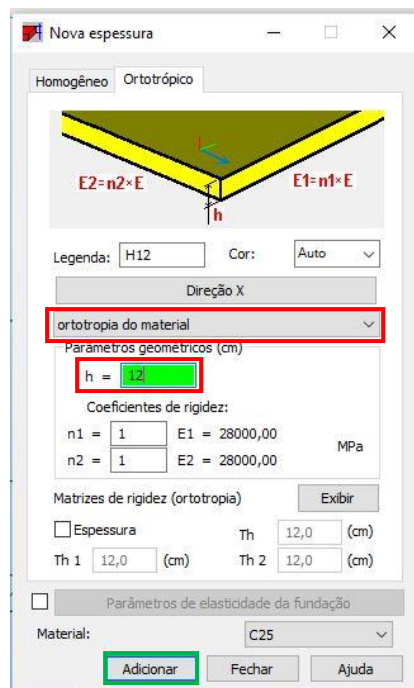 Nova espessura
Homogêneo Ortotrópico
E2=n2×E E1=n1×E
h
Legenda: H12 Cor: Auto
Direção X
ortotropia do material
Parâmetros geométricos (cm)
h = 12
Coeficientes de rigidez:
n1 = 1 E1 = 28000,00
MPa
n2 = 1 E2 = 28000,00
Matrizes de rigidez (ortotropia) Exibir
Espessura Th 12,0 (cm)
Th 1 12,0 (cm) Th 2 12,0 (cm)
Parâmetros de elasticidade da fundação
Material: C25
Adicionar Fechar Ajuda